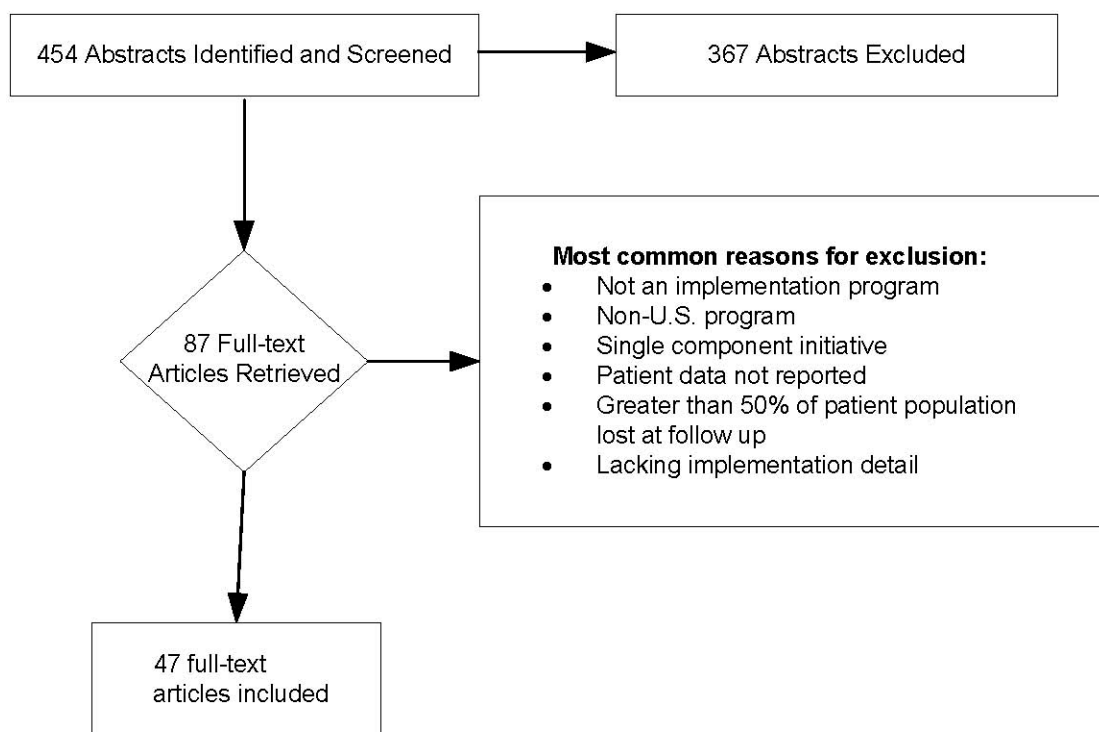 454 Abstracts Identified and Screened
367 Abstracts Excluded
87 Full-text
Articles Retrieved
Most common reasons for exclusion:
• Not an implementation program
• Non-U.S. program
• Single component initiative
• Patient data not reported
• Greater than 50% of patient population
lost at follow up
• Lacking implementation detail
47 full-text
articles included